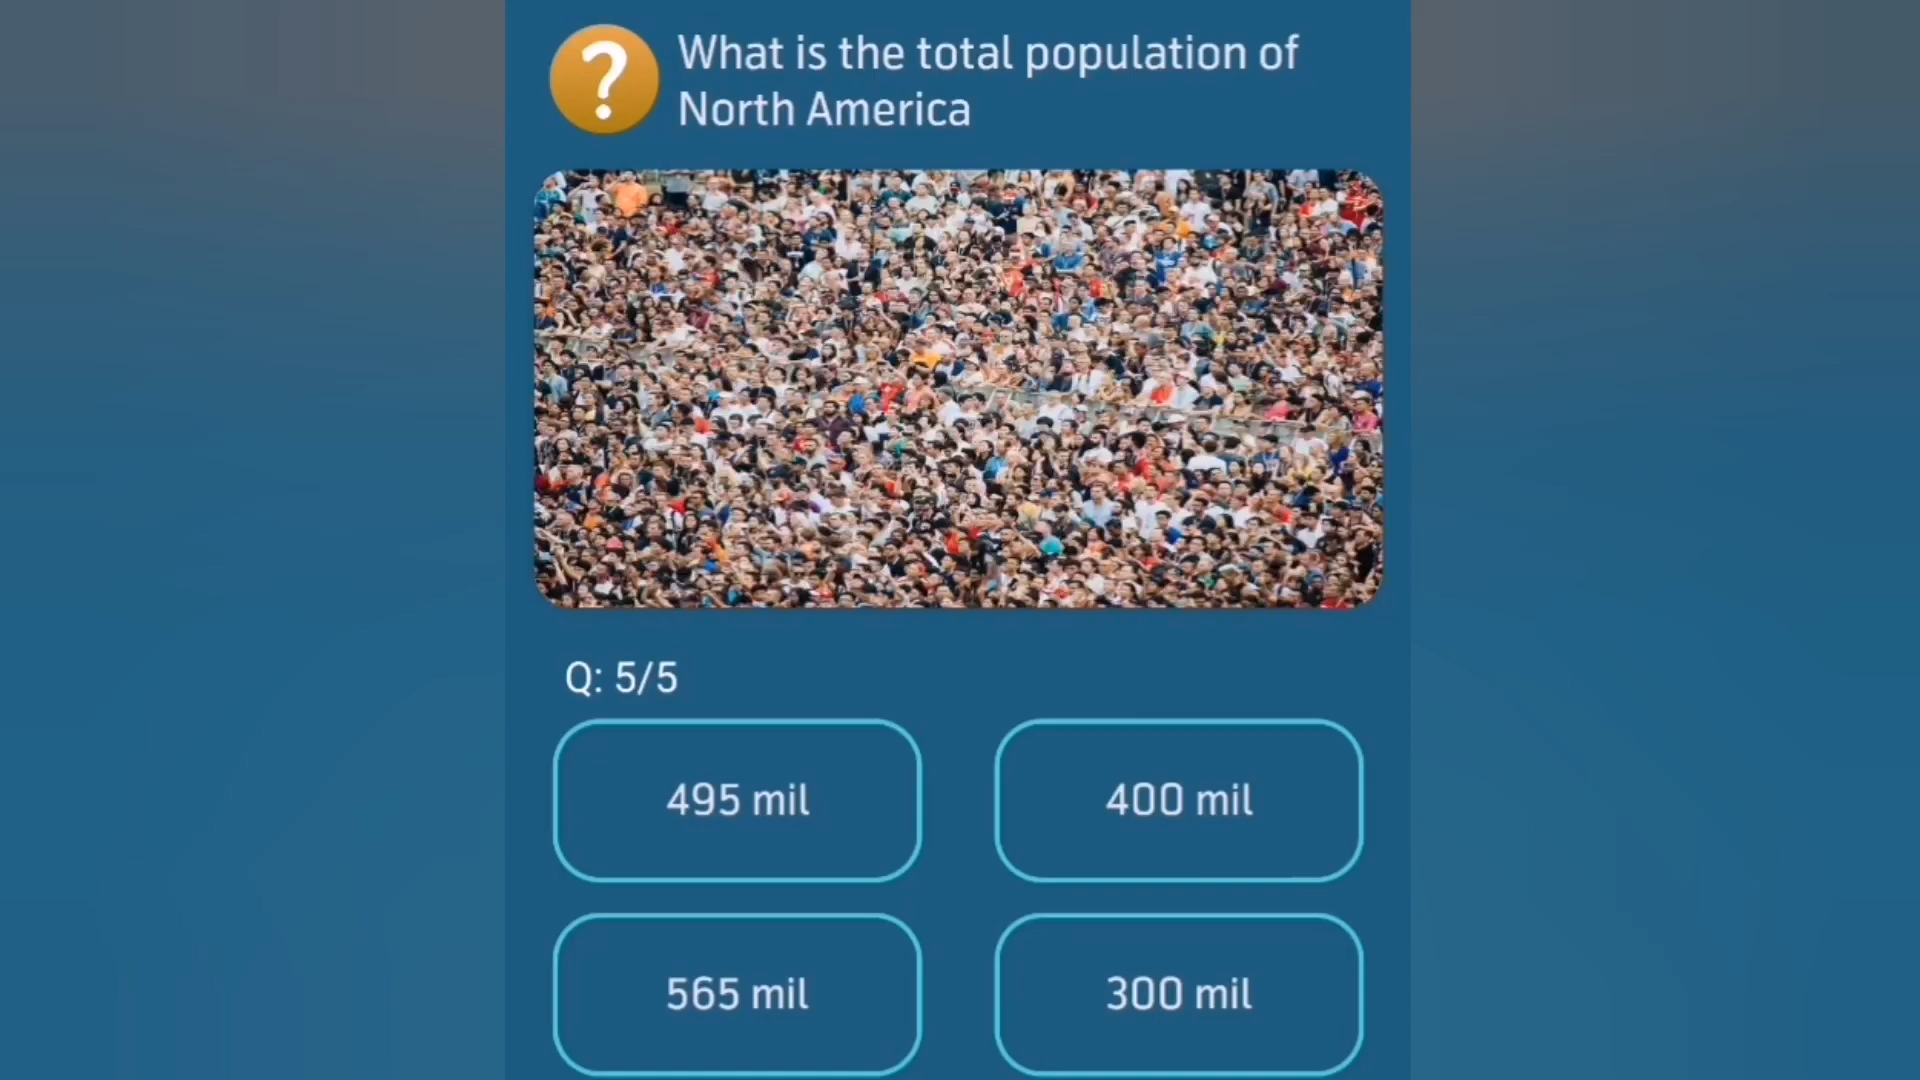 ?
What is the total population of
North America
Q: 5/5
495 mil
400 mil
565 mil
300 mil